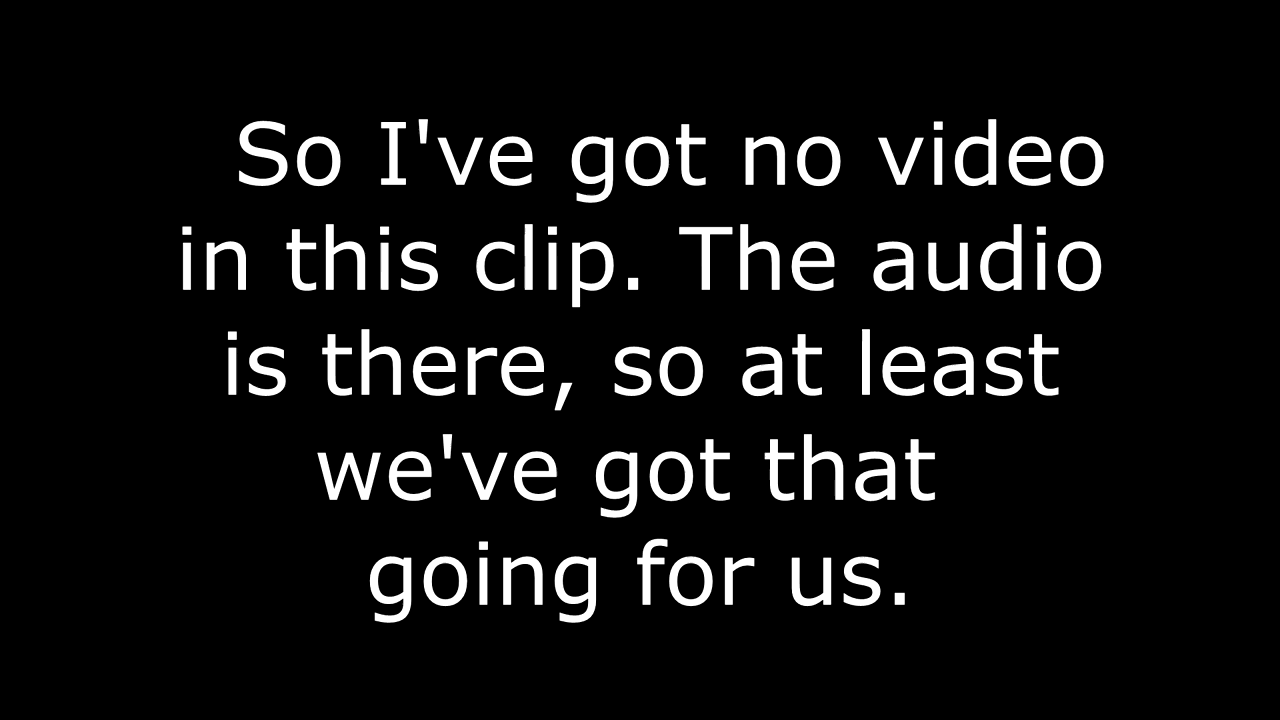 So I've got no video
in this clip. The audio
is there, so at least
we've got that
going for us.